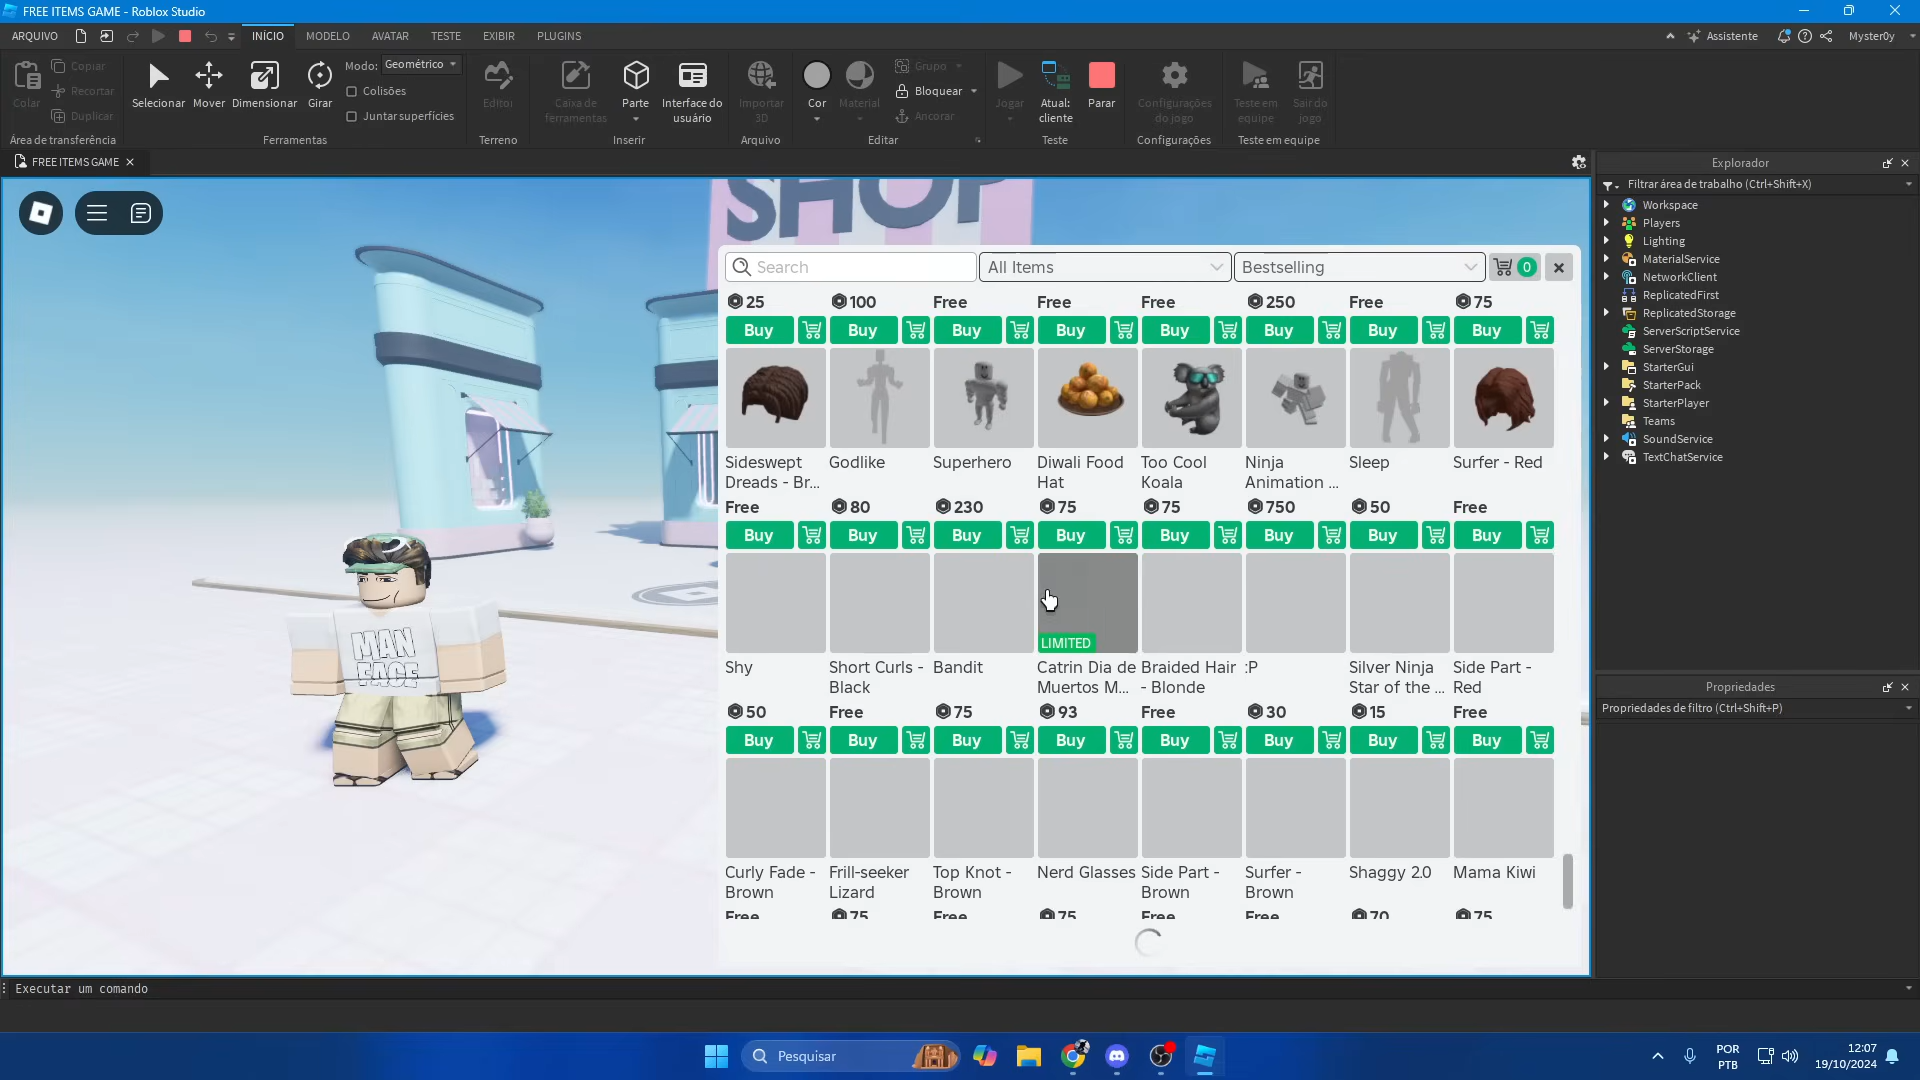 FREE ITEMS GAME - Roblox Studio
ARQUIVO INÍCIO MODELO AVATAR TESTE EXIBIR PLUGINS Assistente Myster0y
Colar Copiar Recortar Duplicar
Área de transferência
Selecionar Mover Dimensionar Girar
Modo: Geométrico
Colisões
Juntar superfícies
Ferramentas
Editor
Terreno
Caixa de ferramentas
Parte
Interface do usuário
Inserir
Importar 3D
Arquivo
Cor Material
Grupo
Bloquear
Ancorar
Editar
Jogar
Atual: cliente
Parar
Teste
Configurações do jogo
Configurações
Teste em equipe
Sair do jogo
Teste em equipe
FREE ITEMS GAME
SHOP
MAN
FACE
Search All Items Bestselling 0
25 100 Free Free Free 250 Free 75
Buy Buy Buy Buy Buy Buy Buy Buy
Sideswept Godlike Superhero Diwali Food Too Cool Ninja Sleep Surfer - Red
Dreads - Br... Hat Koala Animation ...
Free 80 230 75 75 750 50 Free
Buy Buy Buy Buy Buy Buy Buy Buy
LIMITED
Shy Short Curls - Bandit Catrin Dia de Braided Hair :P Silver Ninja Side Part -
Black Muertos M... - Blonde Star of the ... Red
50 Free 75 93 Free 30 15 Free
Buy Buy Buy Buy Buy Buy Buy Buy
Curly Fade - Frill-seeker Top Knot - Nerd Glasses Side Part - Surfer - Shaggy 2.0 Mama Kiwi
Brown Lizard Brown Brown Brown
Free 75 Free 75 Free Free 70 75
Explorador
Filtrar área de trabalho (Ctrl+Shift+X)
Workspace
Players
Lighting
MaterialService
NetworkClient
ReplicatedFirst
ReplicatedStorage
ServerScriptService
ServerStorage
StarterGui
StarterPack
StarterPlayer
Teams
SoundService
TextChatService
Propriedades
Propriedades de filtro (Ctrl+Shift+P)
Executar um comando
Pesquisar
POR
PTB
12:07
19/10/2024